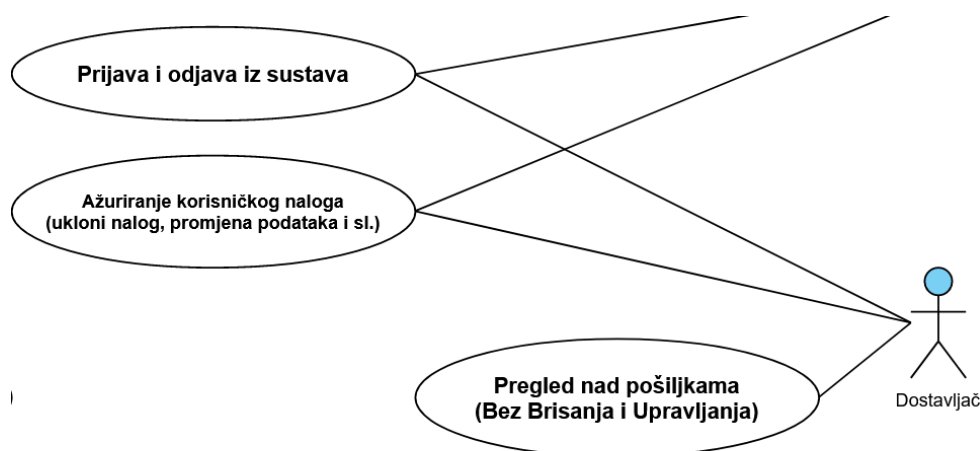 Prijava i odjava iz sustava
Ažuriranje korisničkog naloga
(ukloni nalog, promjena podataka i sl.)
Pregled nad pošiljkama
(Bez Brisanja i Upravljanja)
Dostavljač